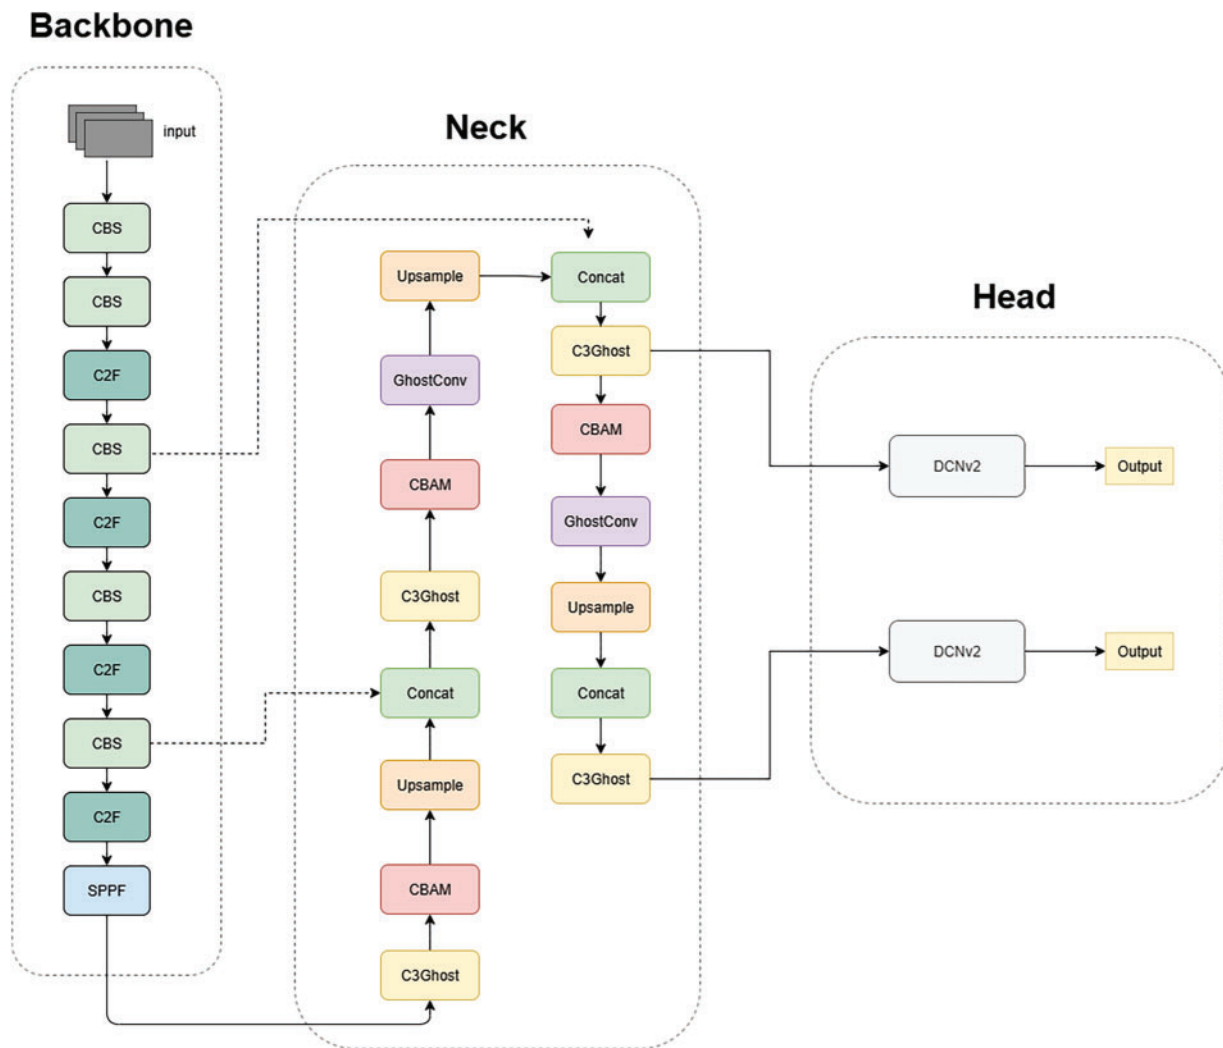 Backbone
input
CBS
CBS
C2F
CBS
C2F
CBS
C2F
CBS
C2F
SPPF
Neck
Upsample
GhostConv
CBAM
C3Ghost
Concat
Upsample
CBAM
C3Ghost
Concat
C3Ghost
CBAM
GhostConv
Upsample
Concat
C3Ghost
Head
DCNv2
Output
DCNv2
Output